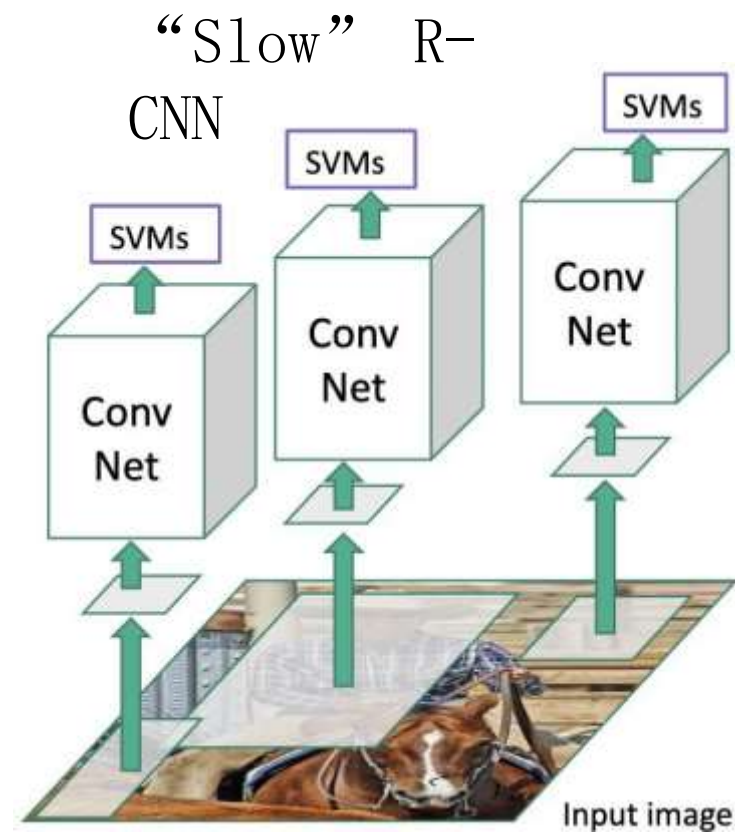 “Slow” R-
CNN
SVMs
SVMs
SVMs
Conv
Net
Conv
Net
Conv
Net
Input image